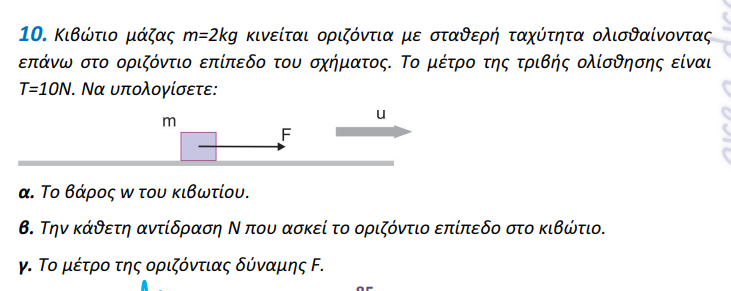 10. Κιβώτιο μάζας m=2kg κινείται οριζόντια με σταθερή ταχύτητα ολισθαίνοντας
επάνω στο οριζόντιο επίπεδο του σχήματος. Το μέτρο της τριβής ολίσθησης είναι
T=10N. Να υπολογίσετε:
m
F
u
α. Το βάρος w του κιβωτίου.
β. Την κάθετη αντίδραση N που ασκεί το οριζόντιο επίπεδο στο κιβώτιο.
γ. Το μέτρο της οριζόντιας δύναμης F.